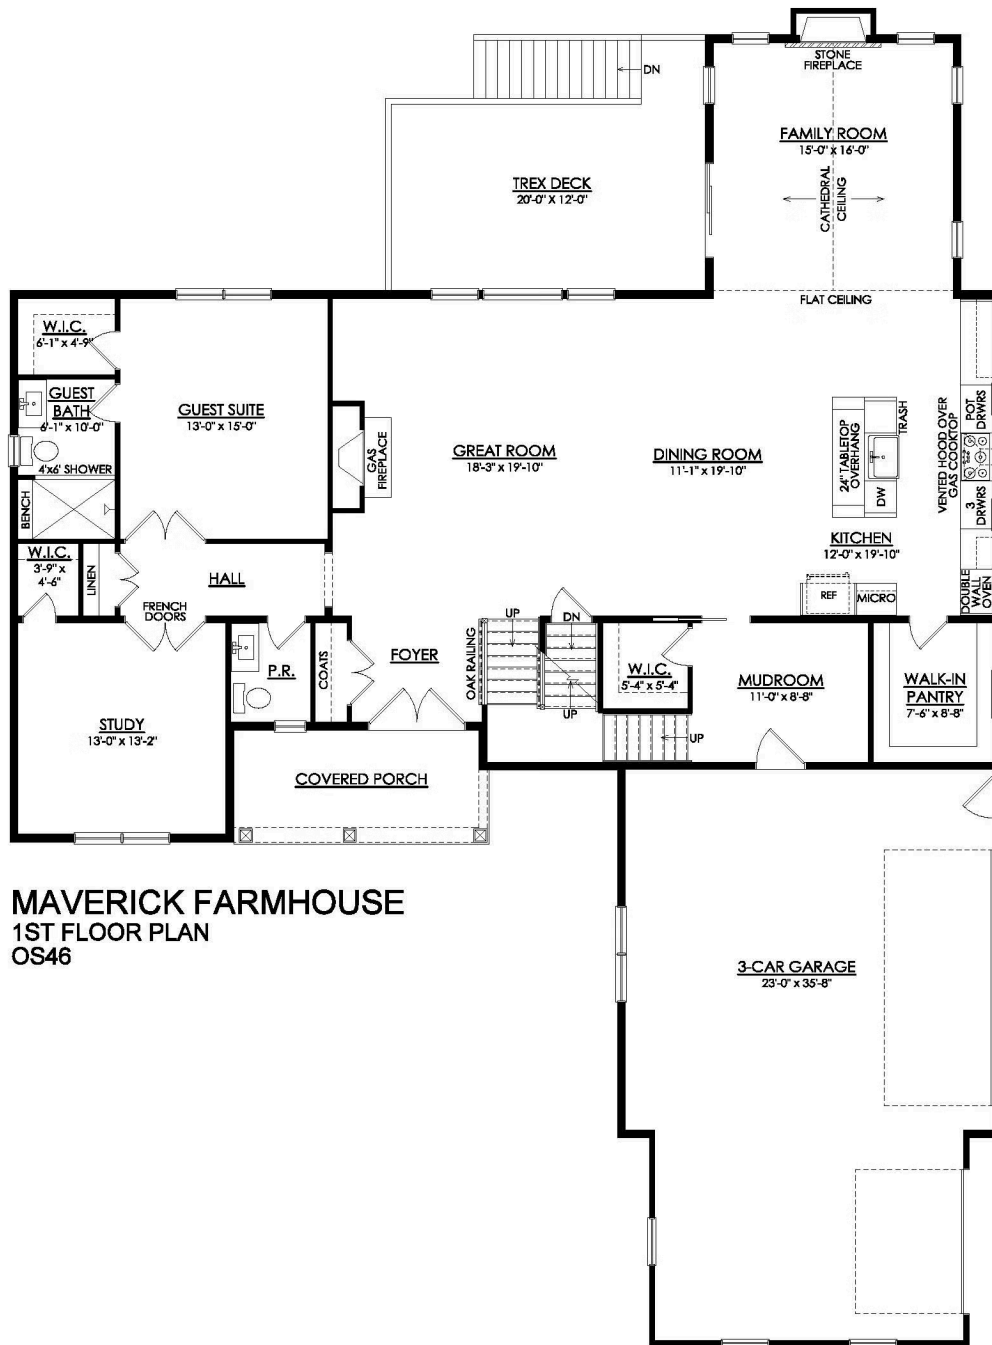 STONE
FIREPLACE
DN
FAMILY ROOM
15'-0" X 16'-0"
CATHEDRAL
CEILING
TREX DECK
20'-0" X 12'-0"
FLAT CEILING
W.I.C.
6'-1" X 4'-9"
GUEST
BATH
6'-1" X 10'-0"
4'x6' SHOWER
BENCH
GUEST SUITE
13'-0" X 15'-0"
GAS
FIREPLACE
GREAT ROOM
18'-3" X 19'-10"
DINING ROOM
11'-1" X 19'-10"
24" TABLETOP
OVERHANG
TRASH
DW
VENTED HOOD OVER
GAS COOKTOP
POT
DRWRS
3
DRWRS
KITCHEN
12'-0" X 19'-10"
REF
MICRO
DOUBLE
WALL
OVEN
W.I.C.
3'-9" X
4'-6"
LINEN
HALL
FRENCH
DOORS
P.R.
COATS
FOYER
OAK RAILING
UP
DN
UP
W.I.C.
5'-4" X 5'-4"
UP
MUDROOM
11'-0" X 8'-8"
WALK-IN
PANTRY
7'-6" X 8'-8"
STUDY
13'-0" X 13'-2"
COVERED PORCH
MAVERICK FARMHOUSE
1ST FLOOR PLAN
OS46
3-CAR GARAGE
23'-0" X 35'-8"